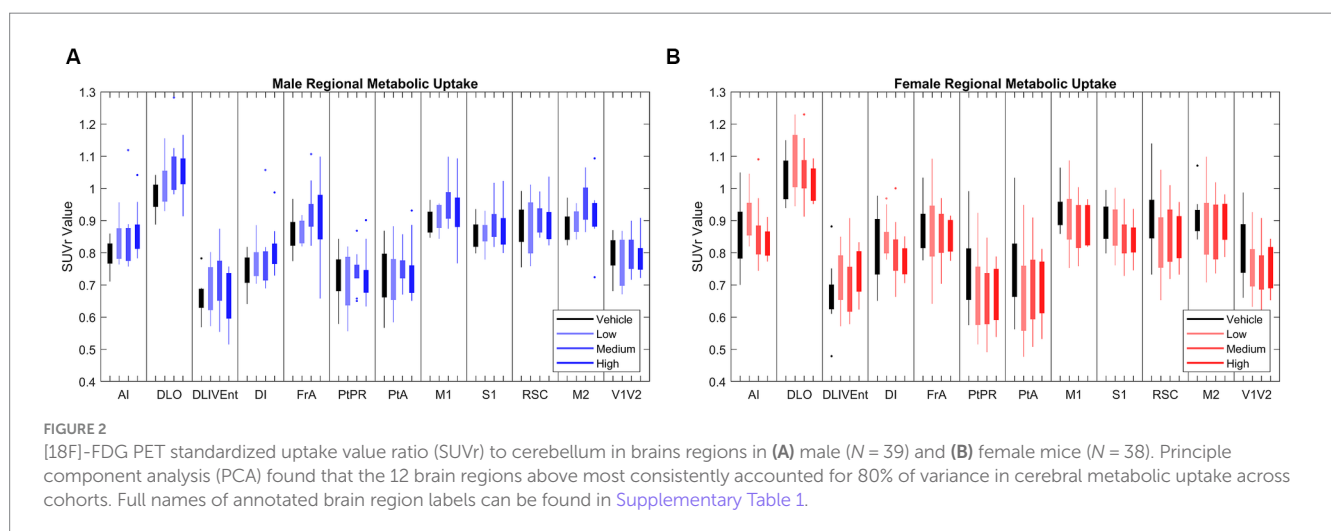 A
Male Regional Metabolic Uptake
SUVr Value
1.3
1.2
1.1
1
0.9
0.8
0.7
0.6
0.5
0.4
AI DLO DLIVEnt DI FrA PtPR PtA M1 S1 RSC M2 V1V2
Vehicle
Low
Medium
High
B
Female Regional Metabolic Uptake
SUVr Value
1.3
1.2
1.1
1
0.9
0.8
0.7
0.6
0.5
0.4
AI DLO DLIVEnt DI FrA PtPR PtA M1 S1 RSC M2 V1V2
Vehicle
Low
Medium
High
FIGURE 2
[18F]-FDG PET standardized uptake value ratio (SUVr) to cerebellum in brains regions in (A) male (N = 39) and (B) female mice (N = 38). Principle
component analysis (PCA) found that the 12 brain regions above most consistently accounted for 80% of variance in cerebral metabolic uptake across
cohorts. Full names of annotated brain region labels can be found in Supplementary Table 1.